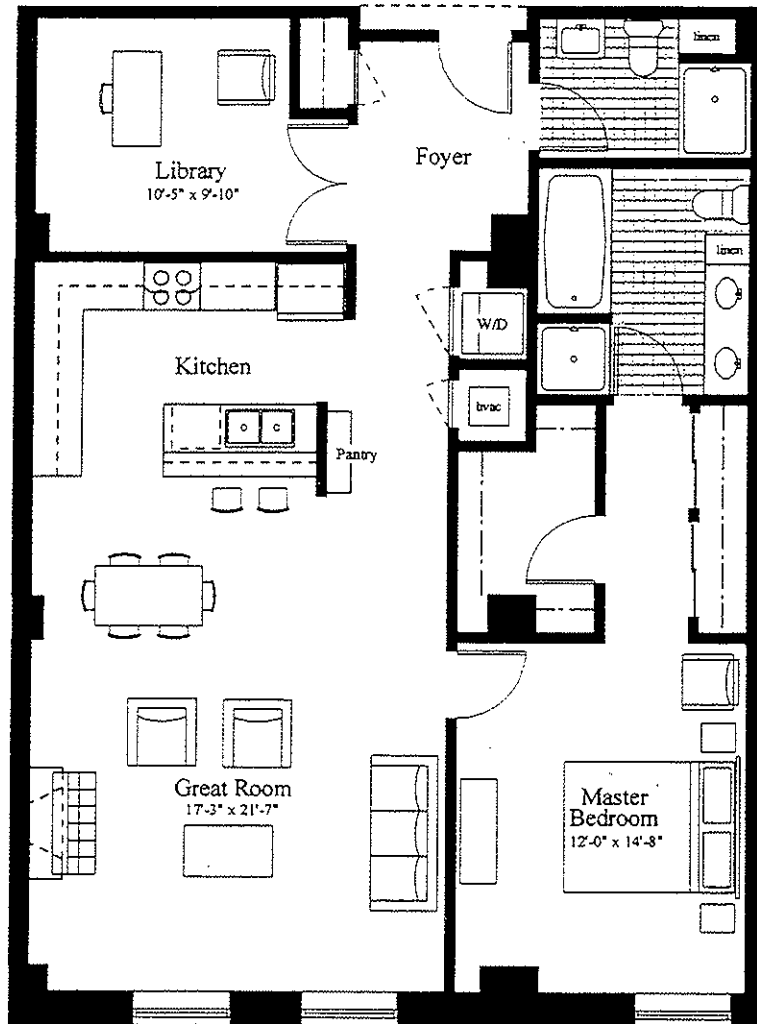 linen
Library
10'-5" x 9'-10"
Foyer
linen
W/D
Kitchen
hvac
Pantry
Great Room
17'-3" x 21'-7"
Master
Bedroom
12'-0" x 14'-8"